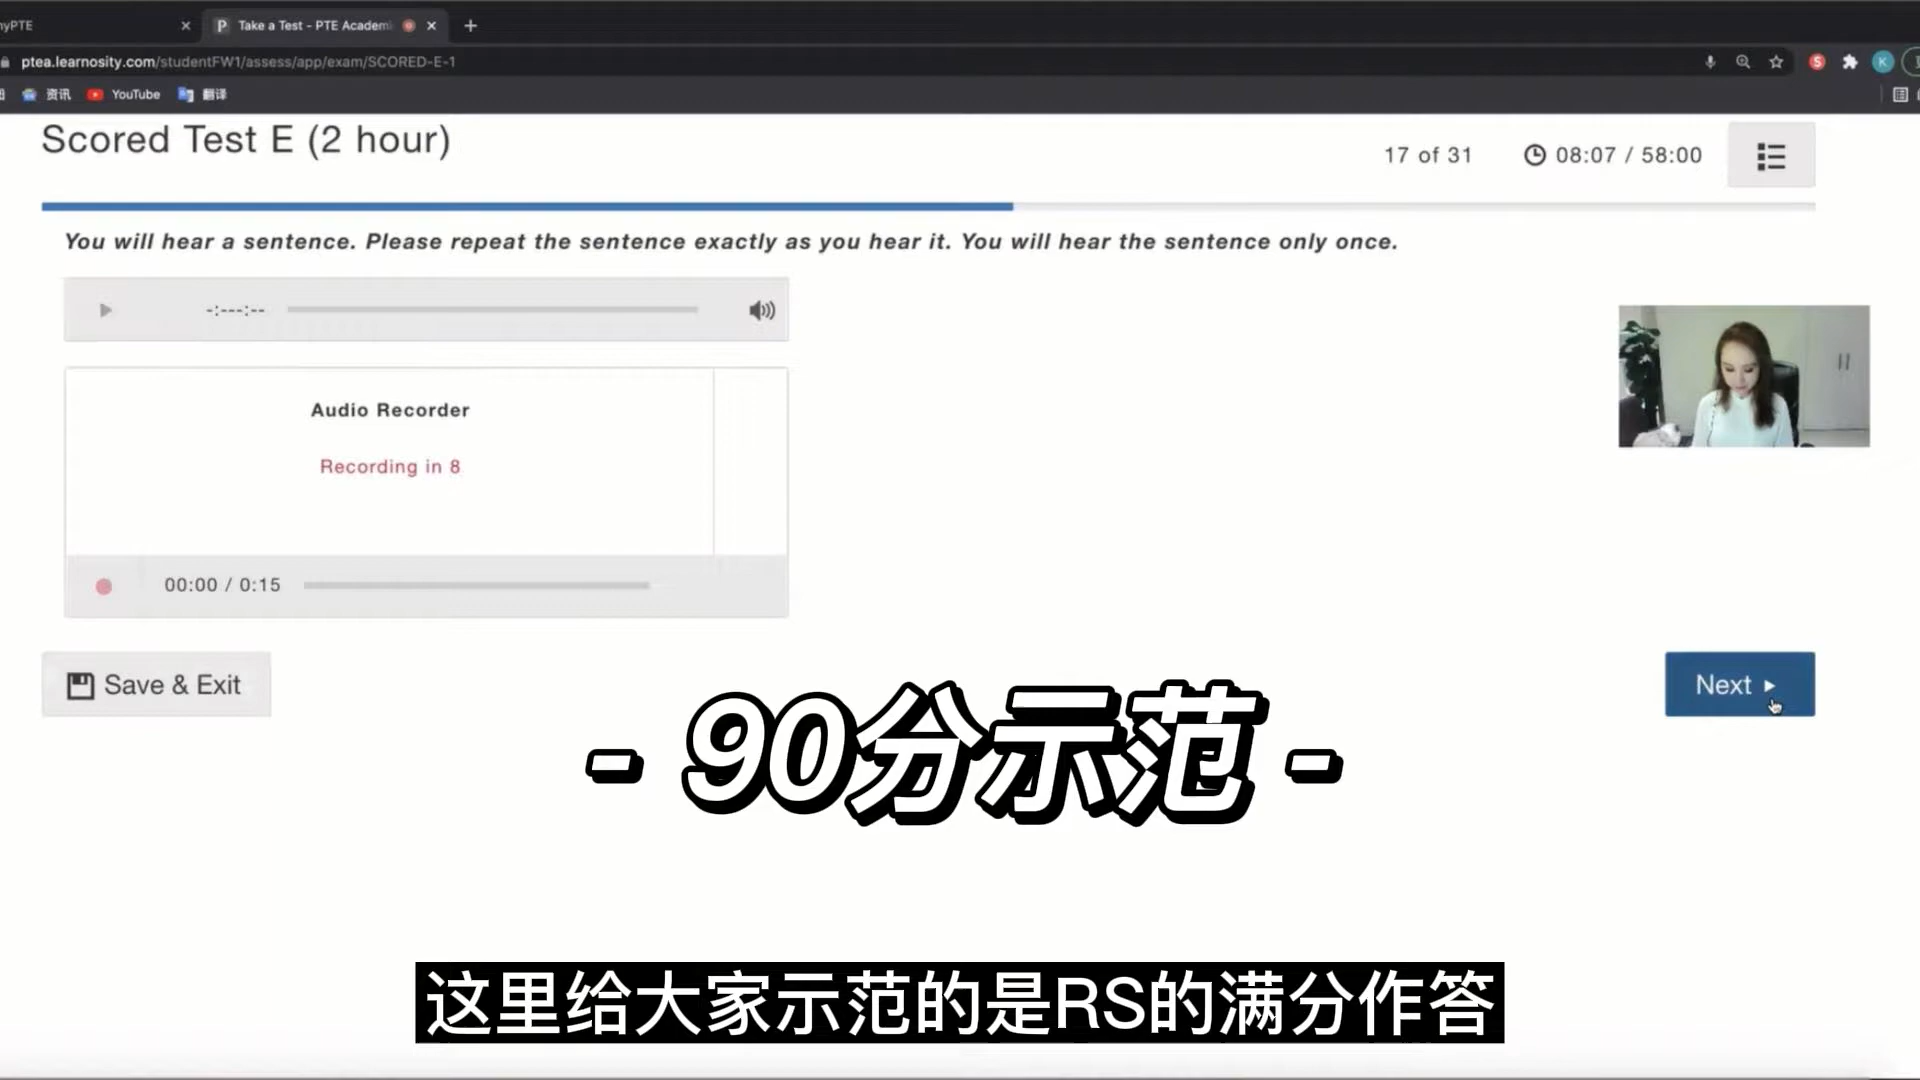 nyPTE
P Take a Test - PTE Academi
ptea.learnosity.com/studentFW1/assess/app/exam/SCORED-E-1
S
K
资讯
YouTube
翻译
Scored Test E (2 hour)
17 of 31
08:07 / 58:00
You will hear a sentence. Please repeat the sentence exactly as you hear it. You will hear the sentence only once.
-:---:--
Audio Recorder
Recording in 8
00:00 / 0:15
Save & Exit
Next
- 90分示范 -
这里给大家示范的是RS的满分作答